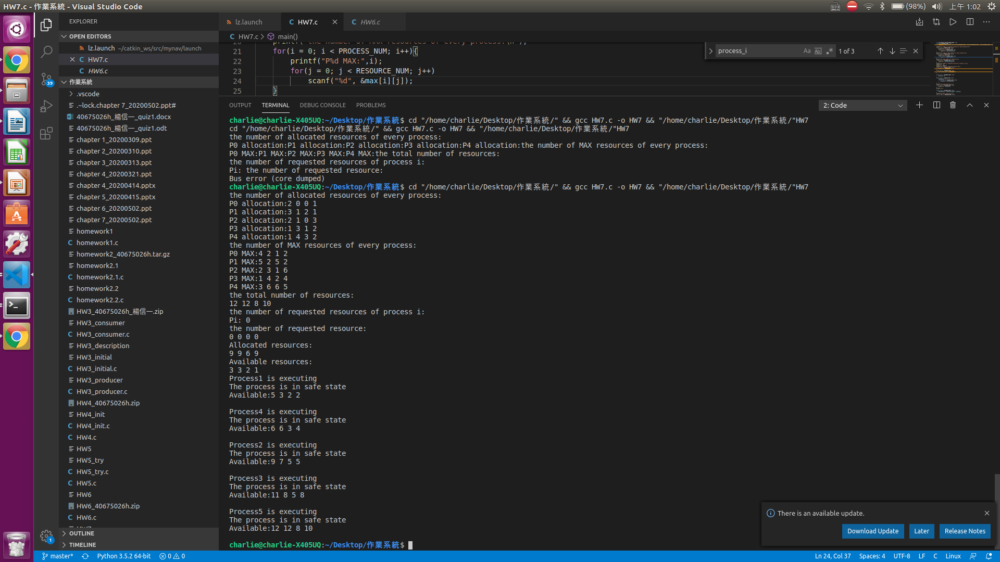 HW7.c - 作業系統 - Visual Studio Code
(98%)
上午 1:02
EXPLORER
OPEN EDITORS
lz.launch ~/catkin_ws/src/mynav/launch
HW7.c
HW6.c
作業系統
.vscode
.~lock.chapter 7_20200502.ppt#
40675026h_楊信一_quiz1.docx
40675026h_楊信一_quiz1.odt
chapter 1_20200309.ppt
chapter 2_20200310.ppt
chapter 3_20200313.ppt
chapter 4_20200321.ppt
chapter 4_20200414.pptx
chapter 5_20200415.pptx
chapter 6_20200502.ppt
chapter 7_20200502.ppt
homework1
homework1.c
homework2_40675026h.tar.gz
homework2.1
homework2.1.c
homework2.2
homework2.2.c
HW3_40675026h_楊信一.zip
HW3_consumer
HW3_consumer.c
HW3_description
HW3_initial
HW3_initial.c
HW3_producer
HW3_producer.c
HW4_40675026h.zip
HW4_init
HW4_init.c
HW4.c
HW5
HW5_try
HW5_try.c
HW5.c
HW6
HW6_40675026h.zip
HW6.c
OUTLINE
TIMELINE
39
1
lz.launch
HW7.c
HW6.c
HW7.c > main()
21 for(i = 0; i < PROCESS_NUM; i++){
22 printf("P%d MAX:",i);
23 for(j = 0; j < RESOURCE_NUM; j++)
24 scanf("%d", &max[i][j]);
25 }
process_i
Aa Abl .* 1 of 3
OUTPUT TERMINAL DEBUG CONSOLE PROBLEMS
2: Code
charlie@charlie-X405UQ:~/Desktop/作業系統$ cd "/home/charlie/Desktop/作業系統/" && gcc HW7.c -o HW7 && "/home/charlie/Desktop/作業系統/"HW7
cd "/home/charlie/Desktop/作業系統/" && gcc HW7.c -o HW7 && "/home/charlie/Desktop/作業系統/"HW7
the number of allocated resources of every process:
P0 allocation:P1 allocation:P2 allocation:P3 allocation:P4 allocation:the number of MAX resources of every process:
P0 MAX:P1 MAX:P2 MAX:P3 MAX:P4 MAX:the total number of resources:
the number of requested resources of process i:
Pi: the number of requested resource:
Bus error (core dumped)
charlie@charlie-X405UQ:~/Desktop/作業系統$ cd "/home/charlie/Desktop/作業系統/" && gcc HW7.c -o HW7 && "/home/charlie/Desktop/作業系統/"HW7
the number of allocated resources of every process:
P0 allocation:2 0 0 1
P1 allocation:3 1 2 1
P2 allocation:2 1 0 3
P3 allocation:1 3 1 2
P4 allocation:1 4 3 2
the number of MAX resources of every process:
P0 MAX:4 2 1 2
P1 MAX:5 2 5 2
P2 MAX:2 3 1 6
P3 MAX:1 4 2 4
P4 MAX:3 6 6 5
the total number of resources:
12 12 8 10
the number of requested resources of process i:
Pi: 0
the number of requested resource:
0 0 0 0
Allocated resources:
9 9 6 9
Available resources:
3 3 2 1
Process1 is executing
The process is in safe state
Available:5 3 2 2
Process4 is executing
The process is in safe state
Available:6 6 3 4
Process2 is executing
The process is in safe state
Available:9 7 5 5
Process3 is executing
The process is in safe state
Available:11 8 5 8
Process5 is executing
The process is in safe state
Available:12 12 8 10
charlie@charlie-X405UQ:~/Desktop/作業系統$
There is an available update.
Download Update
Later
Release Notes
master*
Python 3.5.2 64-bit
0 0
Ln 24, Col 37
Spaces: 4
UTF-8
LF
C
Linux